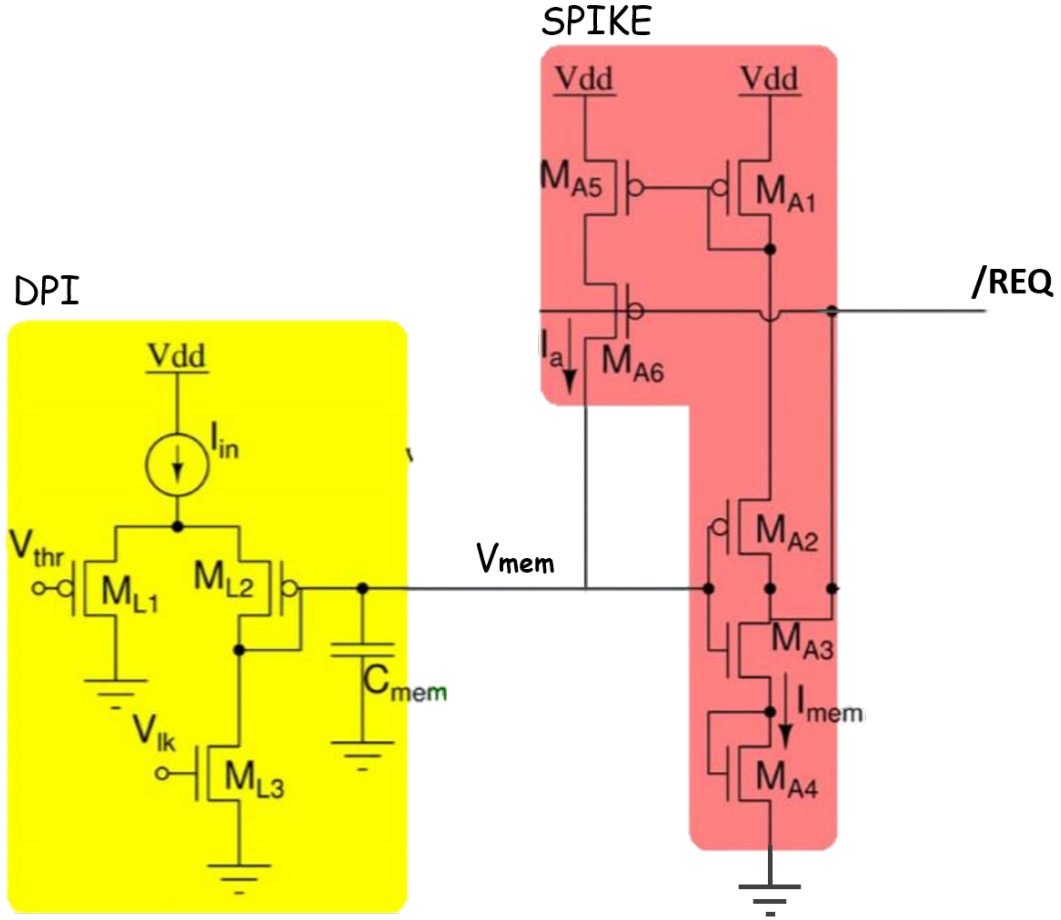 SPIKE
Vdd
Vdd
MA5
MA1
/REQ
DPI
Ia
MA6
Vdd
Iin
Vthr
ML1
ML2
Vmem
MA2
MA3
Cmem
Imem
Vlk
ML3
MA4